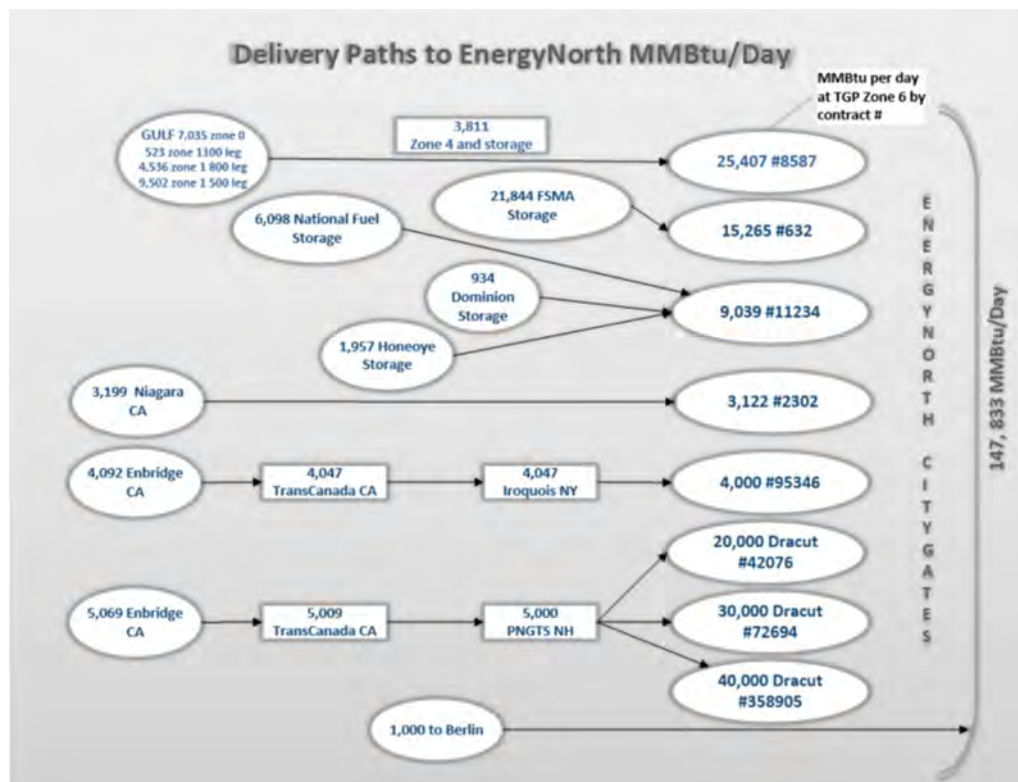 Delivery Paths to EnergyNorth MMBtu/Day
MMBtu per day
at TGP Zone 6 by
contract #
GULF 7,035 zone 0
523 zone 1100 leg
4,536 zone 1 800 leg
9,502 zone 1 500 leg
3,811
Zone 4 and storage
25,407 #8587
21,844 FSMA
Storage
15,265 #632
6,098 National Fuel
Storage
934
Dominion
Storage
9,039 #11234
1,957 Honeoye
Storage
3,199 Niagara
CA
3,122 #2302
4,092 Enbridge
CA
4,047
TransCanada CA
4,047
Iroquois NY
4,000 #95346
20,000 Dracut
#42076
5,069 Enbridge
CA
5,009
TransCanada CA
5,000
PNGTS NH
30,000 Dracut
#72694
40,000 Dracut
#358905
1,000 to Berlin
ENERGYNORTH CITYGATES
147, 833 MMBtu/Day